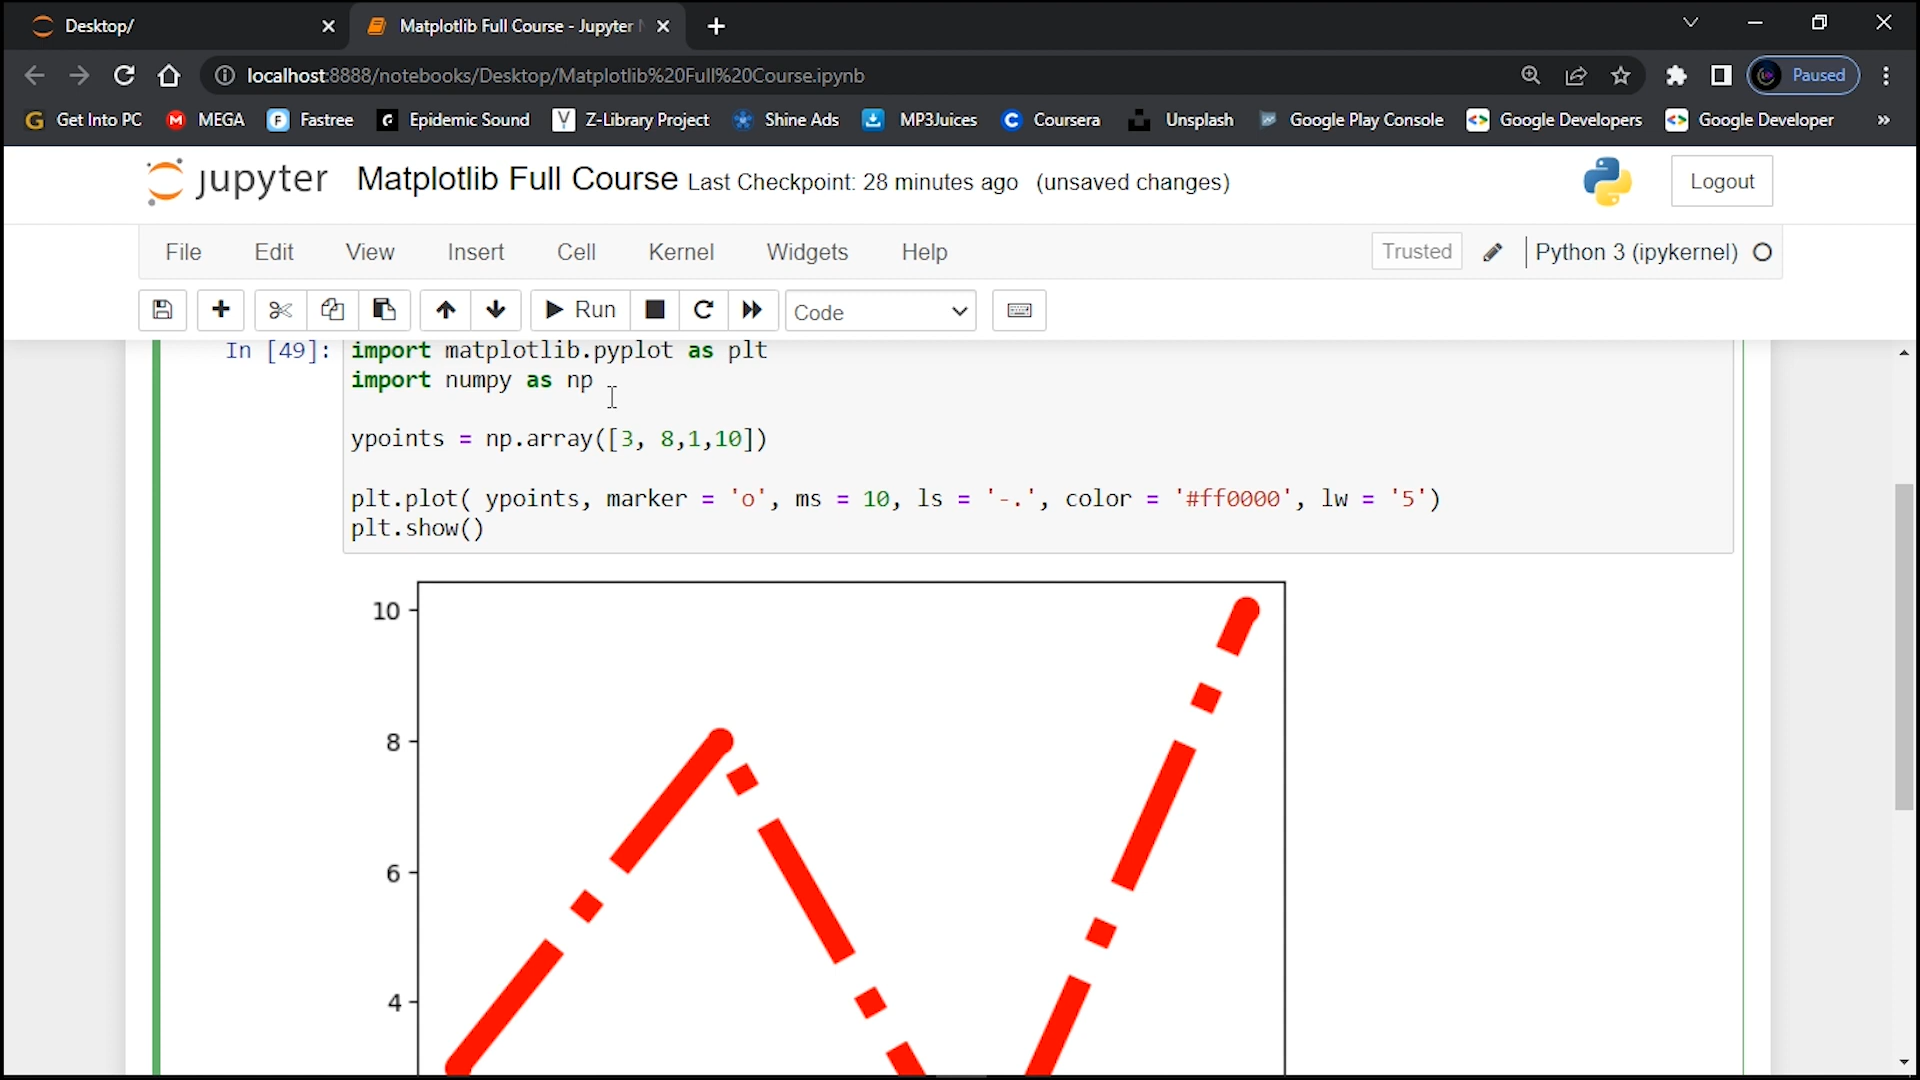 Desktop/
Matplotlib Full Course - Jupyter
localhost:8888/notebooks/Desktop/Matplotlib%20Full%20Course.ipynb
Paused
Get Into PC
MEGA
Fastree
Epidemic Sound
Z-Library Project
Shine Ads
MP3Juices
Coursera
Unsplash
Google Play Console
Google Developers
Google Developer
»
jupyter
Matplotlib Full Course Last Checkpoint: 28 minutes ago (unsaved changes)
Logout
File Edit View Insert Cell Kernel Widgets Help
Trusted
Python 3 (ipykernel)
Run
Code
In [49]:
import matplotlib.pyplot as plt
import numpy as np
ypoints = np.array([3, 8,1,10])
plt.plot( ypoints, marker = 'o', ms = 10, ls = '-.', color = '#ff0000', lw = '5')
plt.show()
10
8
6
4